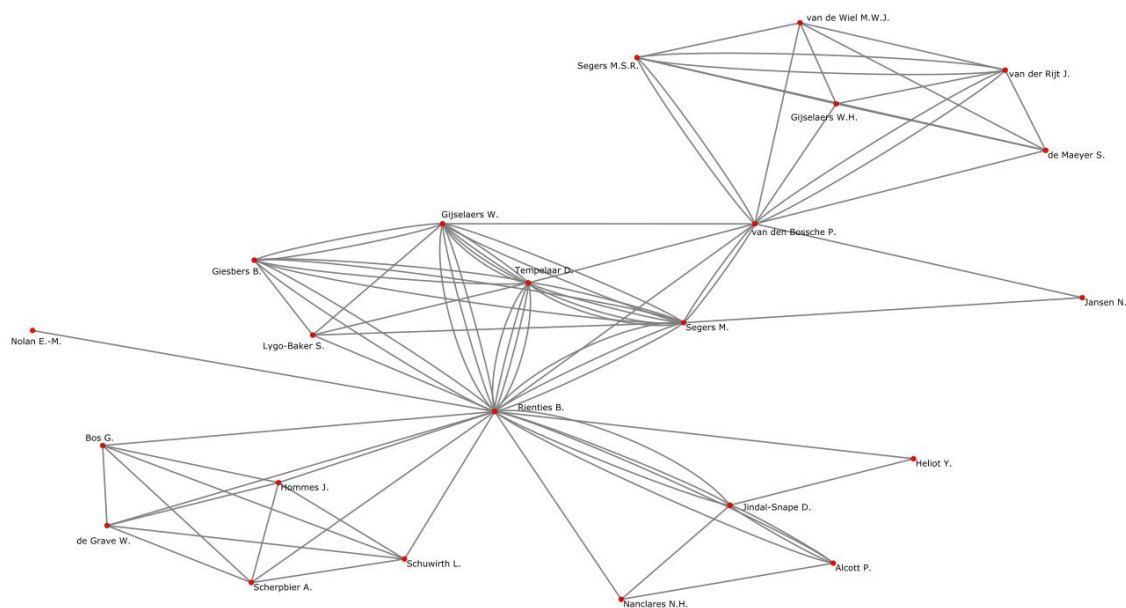 van de Wiel M.W.J.
Segers M.S.R.
van der Rijt J.
Gijselaers W.H.
de Maeyer S.
Gijselaers W.
van den Bossche P.
Giesbers B.
Tempelaar D.
Jansen N.
Segers M.
Nolan E.-M.
Lygo-Baker S.
Rienties B.
Bos G.
Heliot Y.
Hommes J.
Jindal-Snape D.
de Grave W.
Schuwirth L.
Alcott P.
Scherpbier A.
Nanclares N.H.